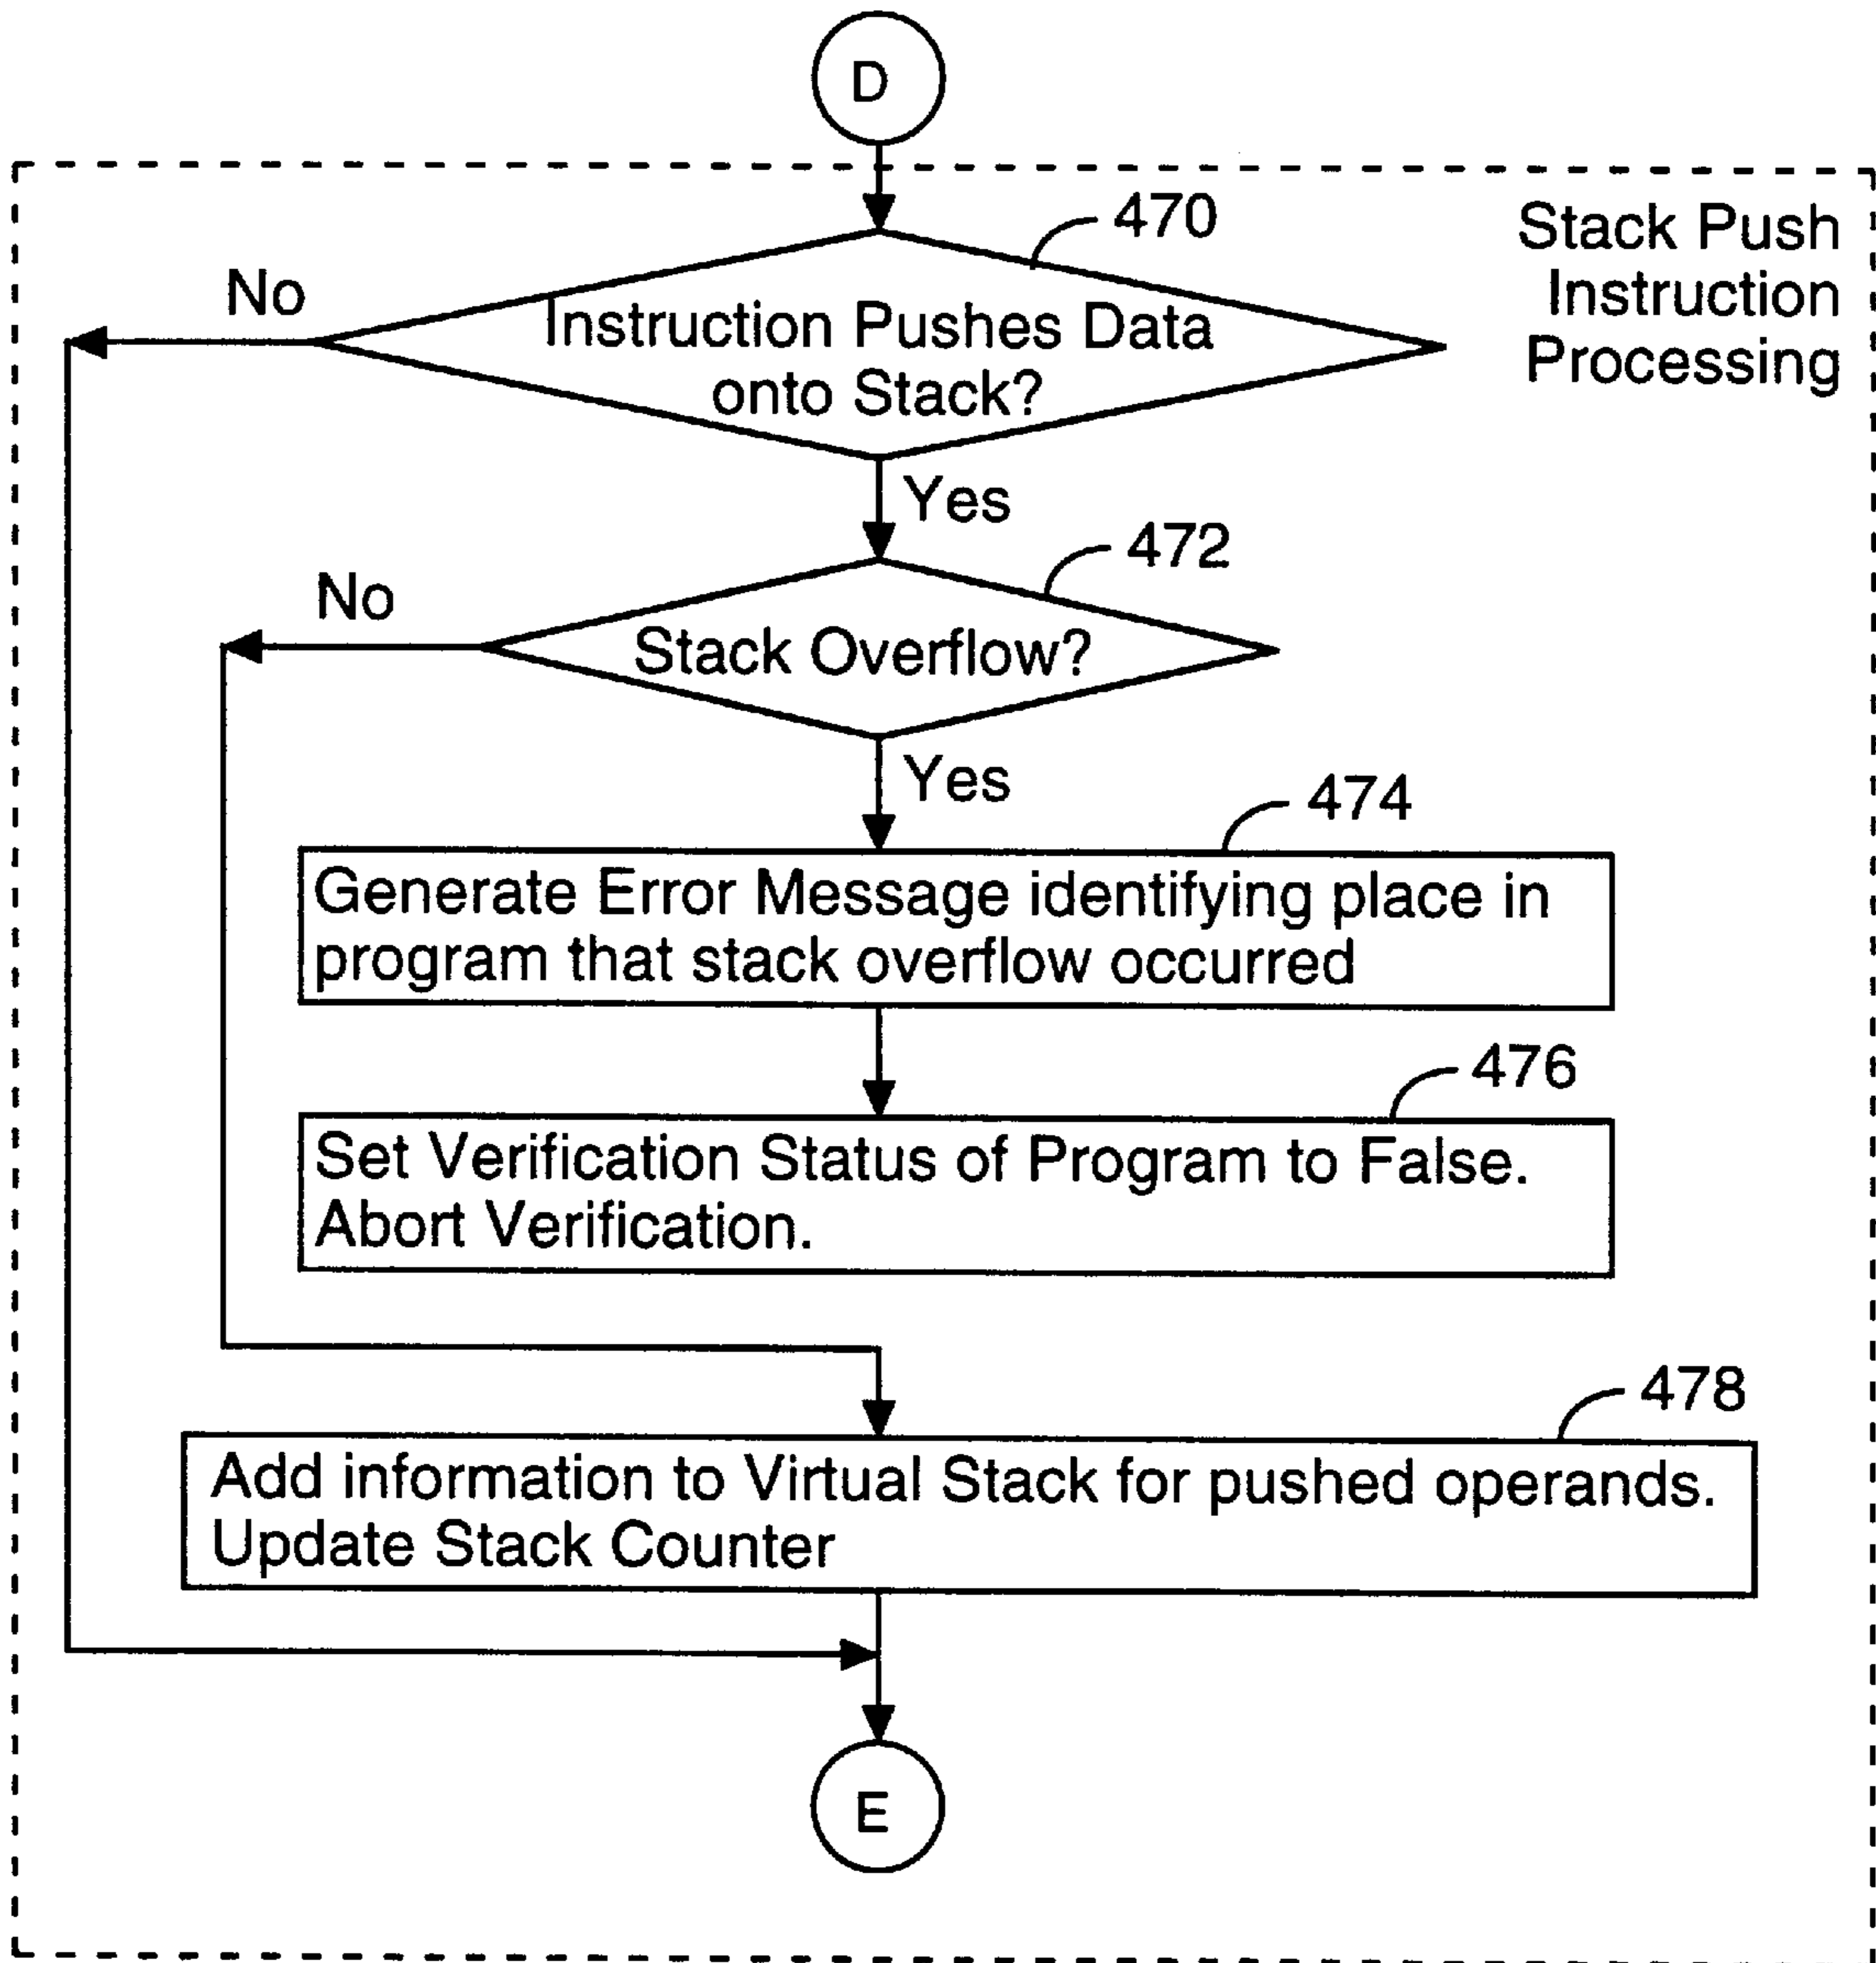 D
470
Stack Push
Instruction
Processing
No
Instruction Pushes Data
onto Stack?
Yes
472
No
Stack Overflow?
Yes
474
Generate Error Message identifying place in
program that stack overflow occurred
476
Set Verification Status of Program to False.
Abort Verification.
478
Add information to Virtual Stack for pushed operands.
Update Stack Counter
E